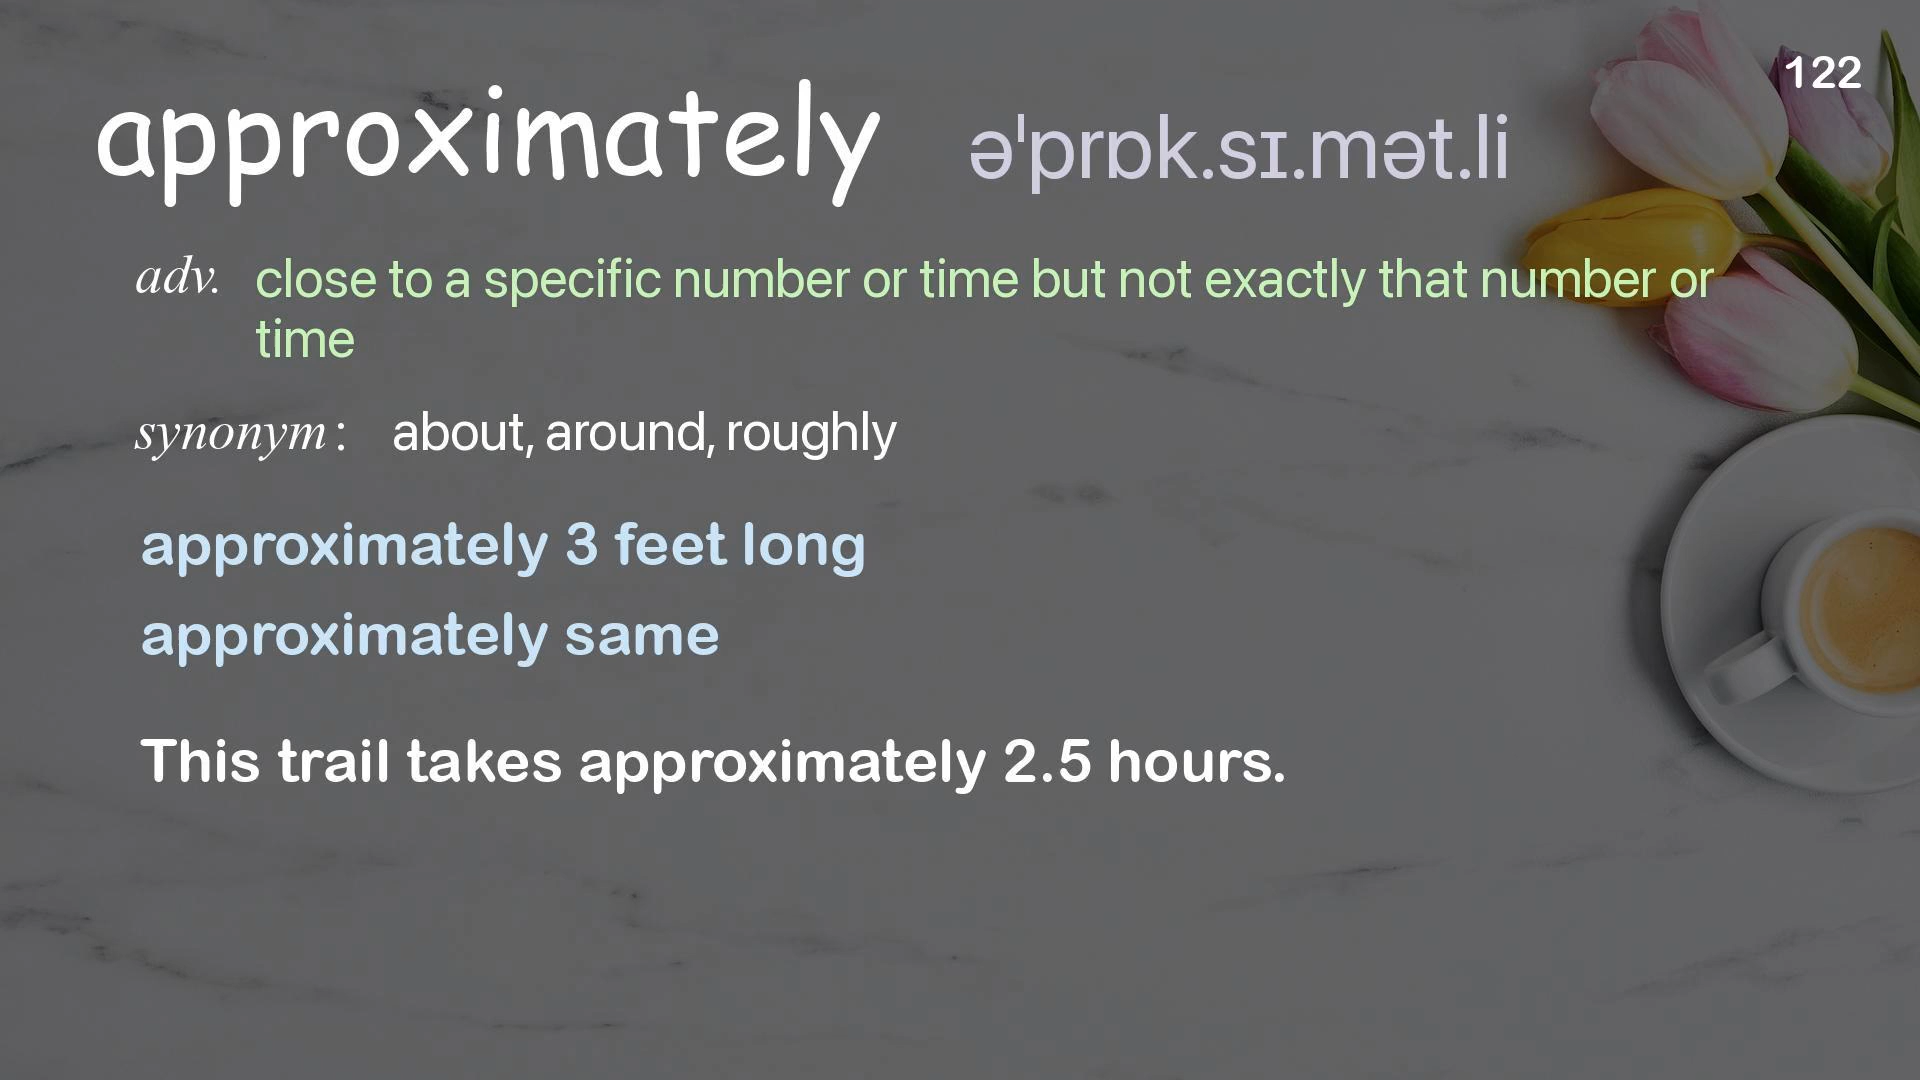 122
approximately əˈprɒk.sɪ.mət.li
adv. close to a specific number or time but not exactly that number or
time
synonym: about, around, roughly
approximately 3 feet long
approximately same
This trail takes approximately 2.5 hours.